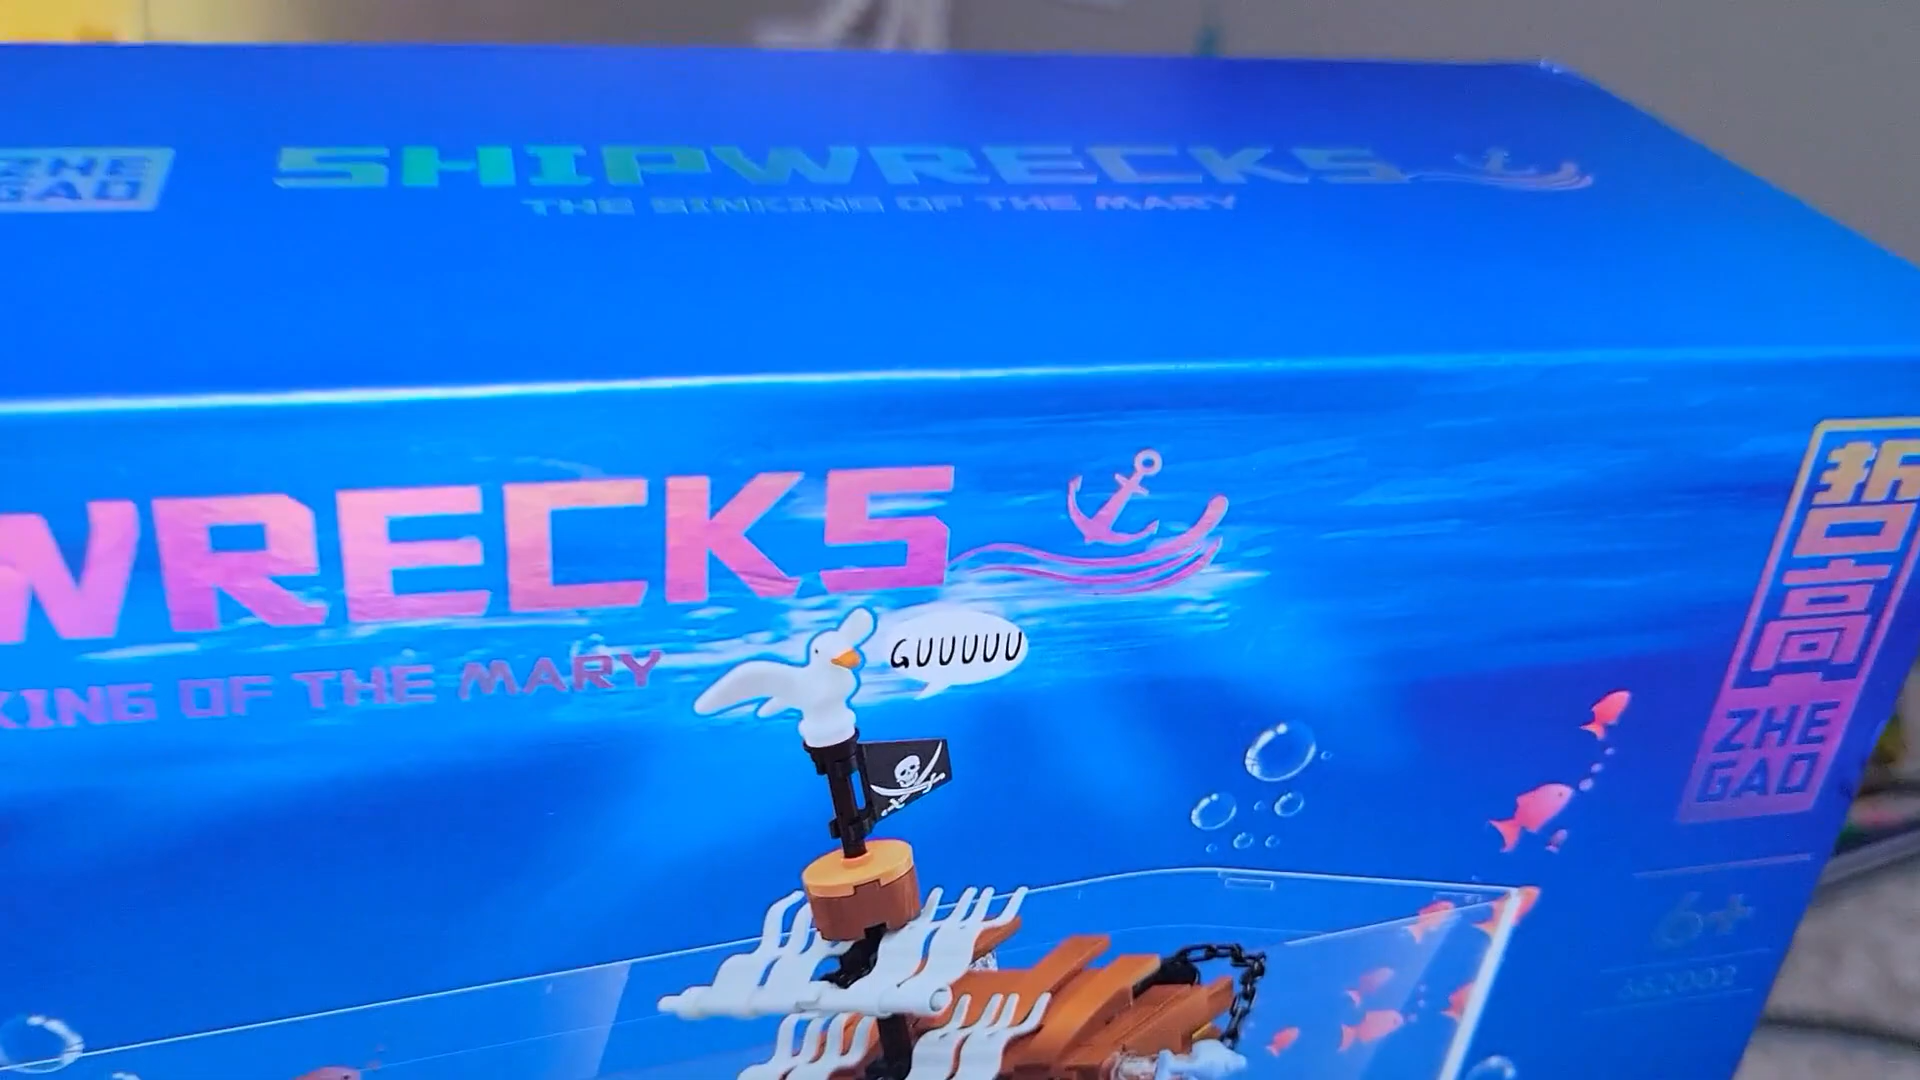 ZHE
GAO
SHIPWRECKS
THE SINKING OF THE MARY
WRECKS
KING OF THE MARY
GUUUUU
哲高
ZHE
GAO
6+
662002